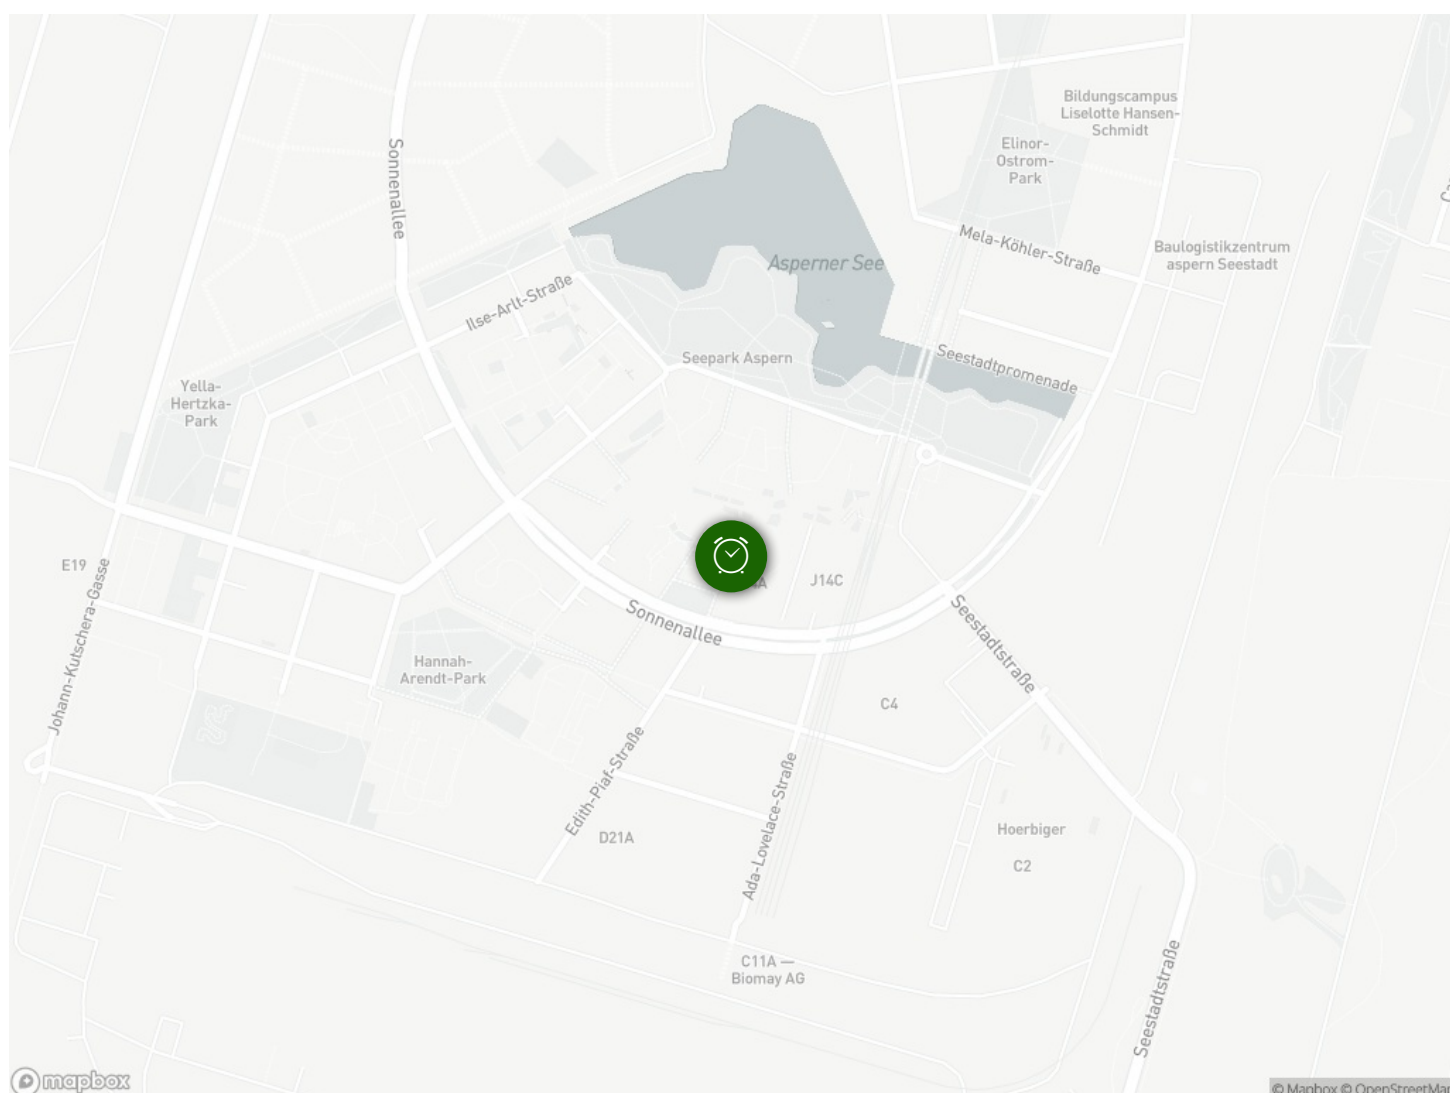 Bildungscampus
Liselotte Hansen-
Schmidt
Elinor-
Ostrom-
Park
Sonnenallee
Mela-Köhler-Straße
Baulogistikzentrum
aspern Seestadt
Asperner See
Ilse-Arlt-Straße
Seepark Aspern
Seestadtpromenade
Yella-
Hertzka-
Park
E19
J14C
Sonnenallee
Seestadtstraße
Johann-Kutschera-Gasse
Hannah-
Arendt-Park
C4
Edith-Piaf-Straße
Ada-Lovelace-Straße
D21A
Hoerbiger
C2
C11A —
Biomay AG
Seestadtstraße
mapbox
© Mapbox © OpenStreetMap